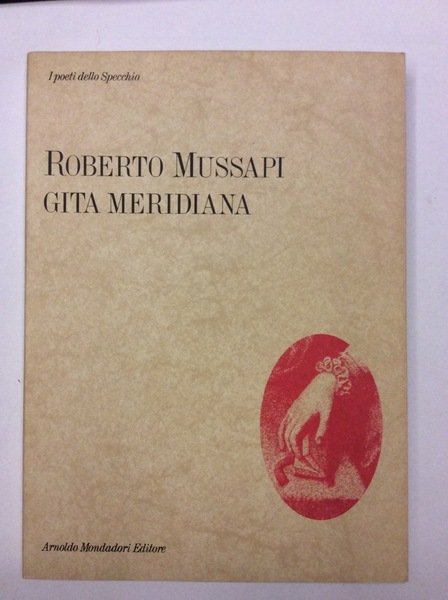 I poeti dello Specchio
ROBERTO MUSSAPI
GITA MERIDIANA
Arnoldo Mondadori Editore